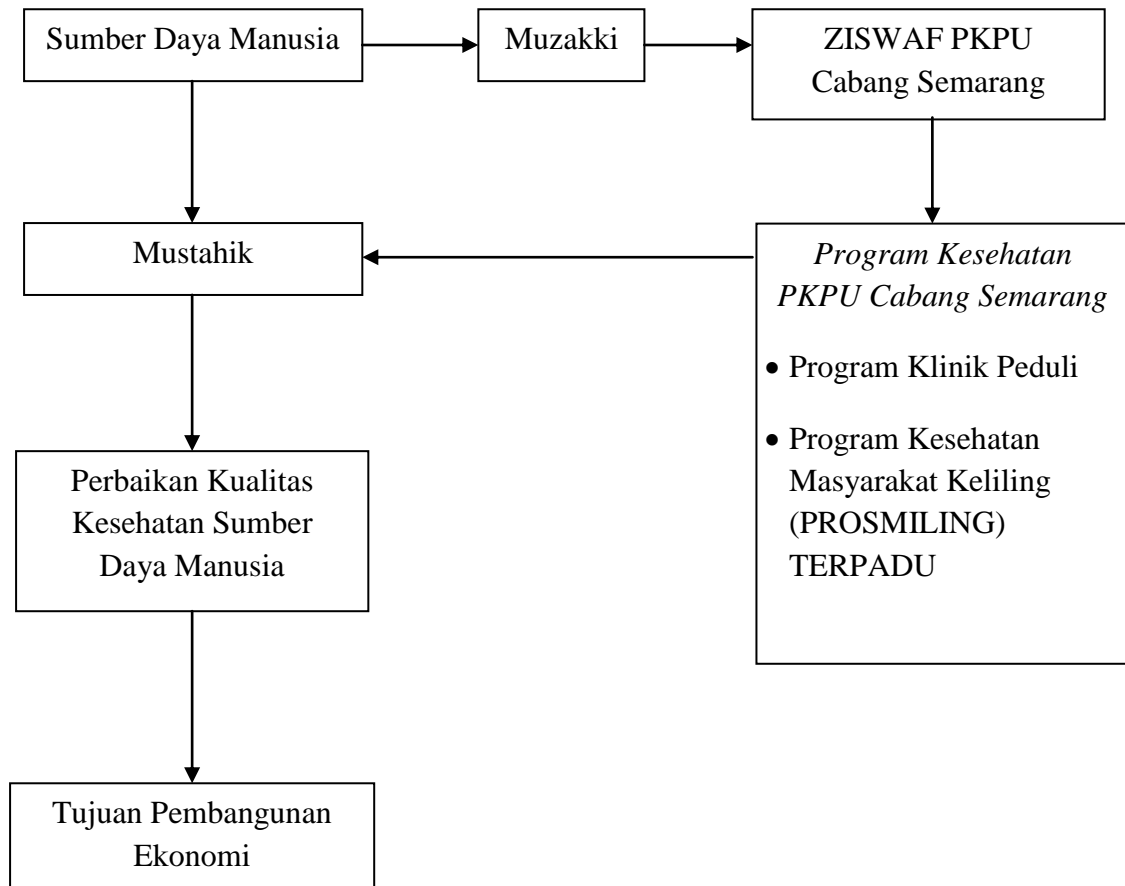 Sumber Daya Manusia
Muzakki
ZISWAF PKPU
Cabang Semarang
Mustahik
Program Kesehatan
PKPU Cabang Semarang
• Program Klinik Peduli
• Program Kesehatan
Masyarakat Keliling
(PROSMILING)
TERPADU
Perbaikan Kualitas
Kesehatan Sumber
Daya Manusia
Tujuan Pembangunan
Ekonomi